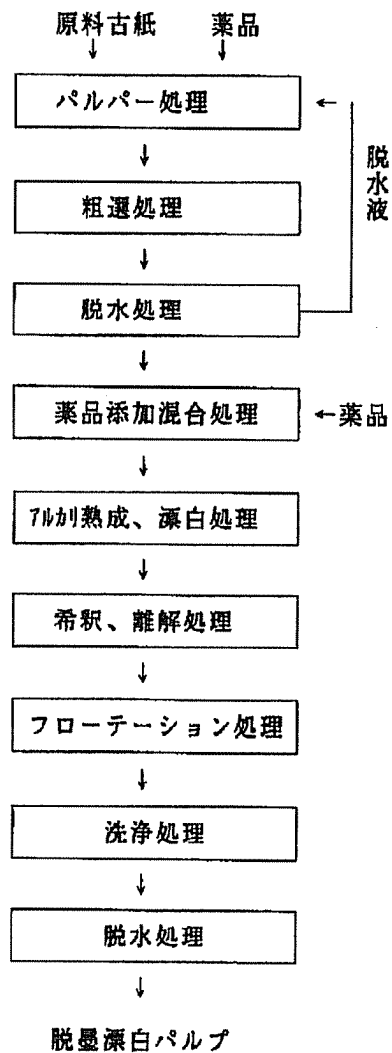 原料古紙 薬品
パルパー処理
脱水液
粗選処理
脱水処理
薬品添加混合処理
薬品
ｱﾙｶﾘ熟成、漂白処理
希釈、離解処理
フローテーション処理
洗浄処理
脱水処理
脱墨漂白パルプ